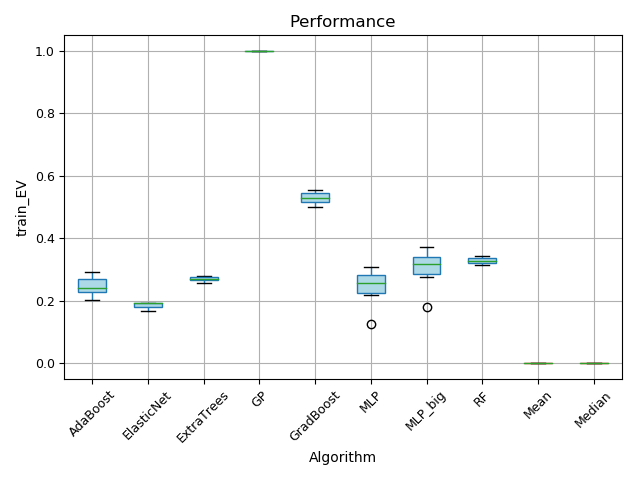 Performance
1.0
0.8
0.6
0.4
0.2
0.0
train_EV
AdaBoost
ElasticNet
ExtraTrees
GP
GradBoost
MLP
MLP_big
RF
Mean
Median
Algorithm